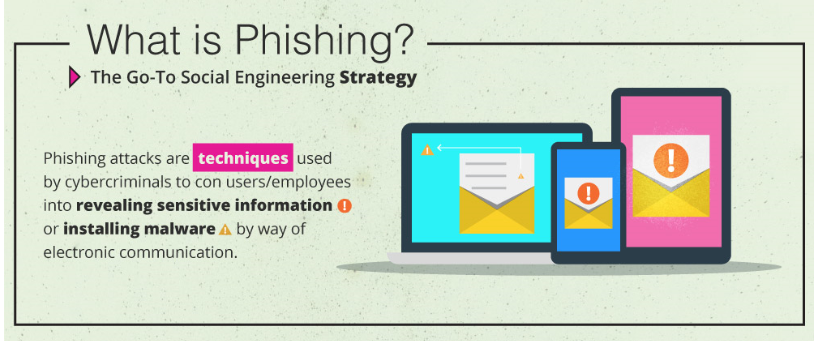 What is Phishing?
The Go-To Social Engineering Strategy
Phishing attacks are techniques used
by cybercriminals to con users/employees
into revealing sensitive information
or installing malware by way of
electronic communication.